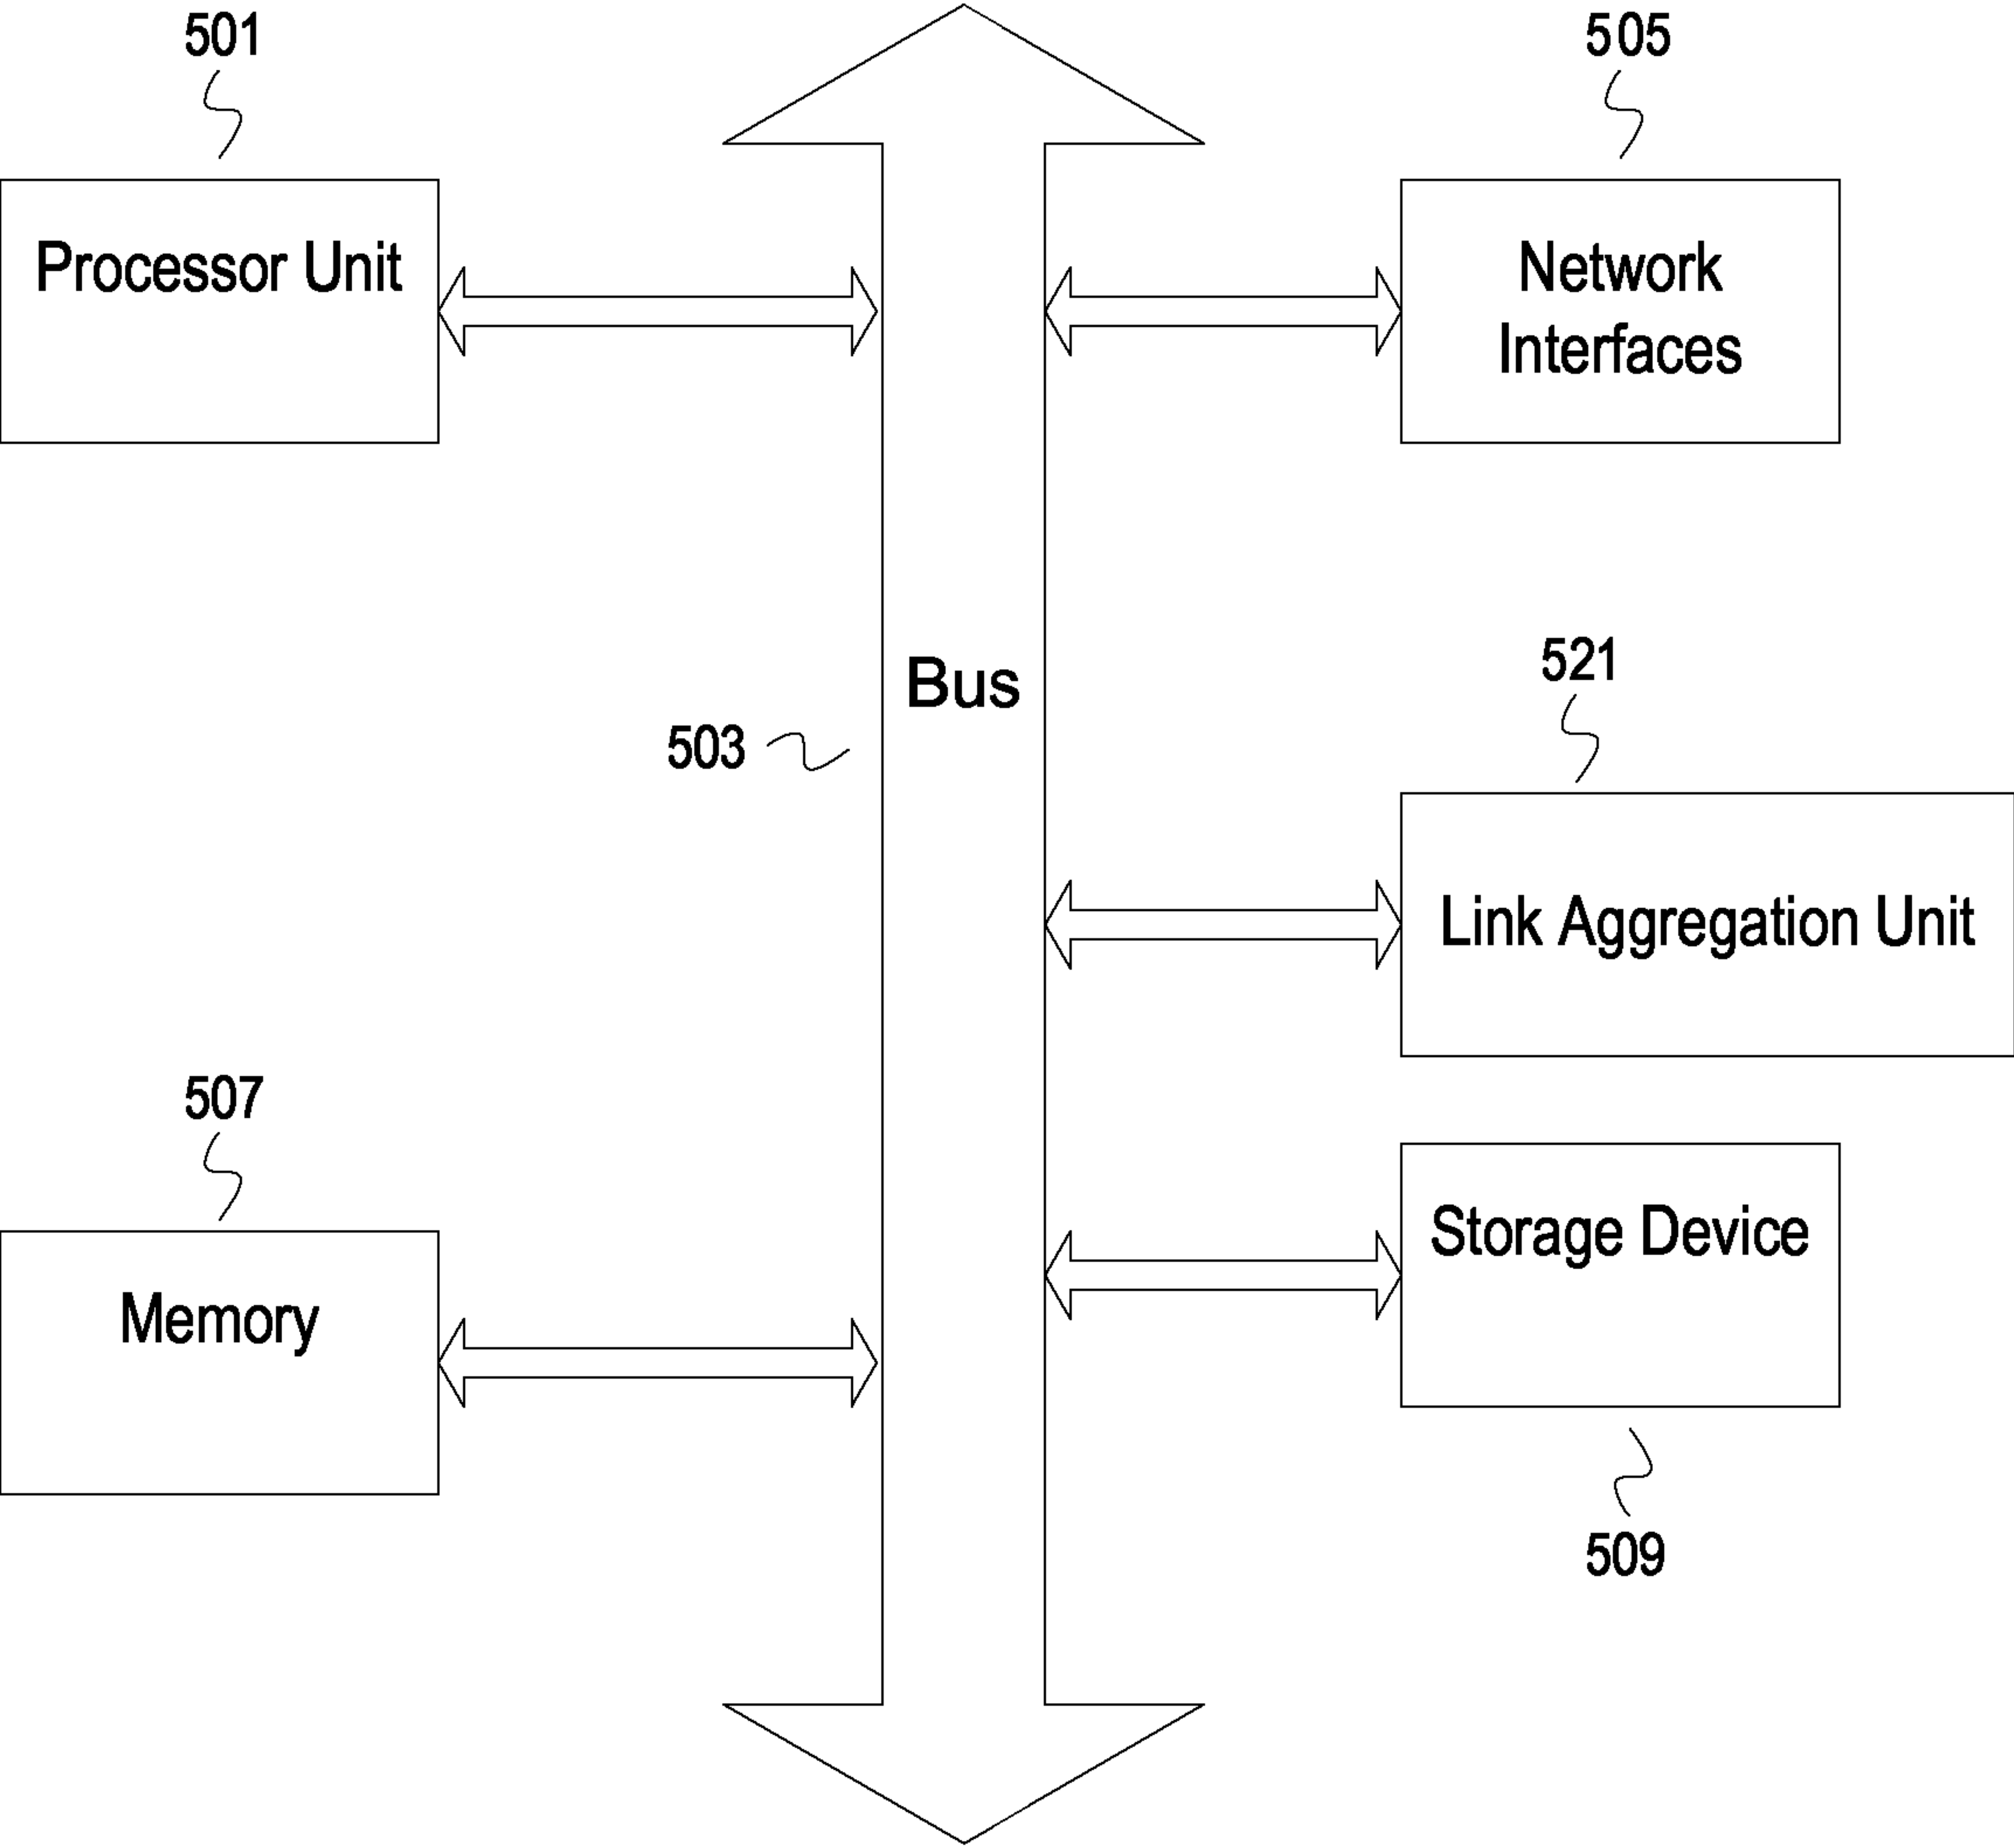 501
505
Processor Unit
Network
Interfaces
521
Bus
503
Link Aggregation Unit
507
Storage Device
Memory
509